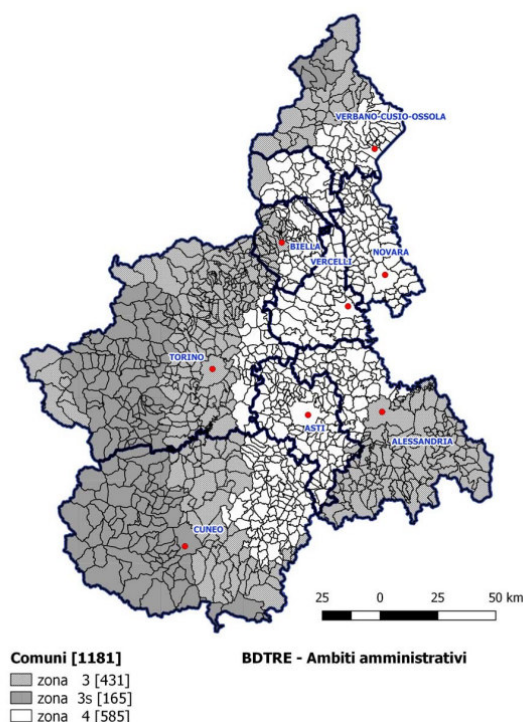 VERBANO-CUSIO-OSSOLA
BIELLA
VERCELLI
NOVARA
TORINO
ASTI
ALESSANDRIA
CUNEO
25 0 25 50 km
Comuni [1181] BDTRE - Ambiti amministrativi
zona 3 [431]
zona 3s [165]
zona 4 [585]